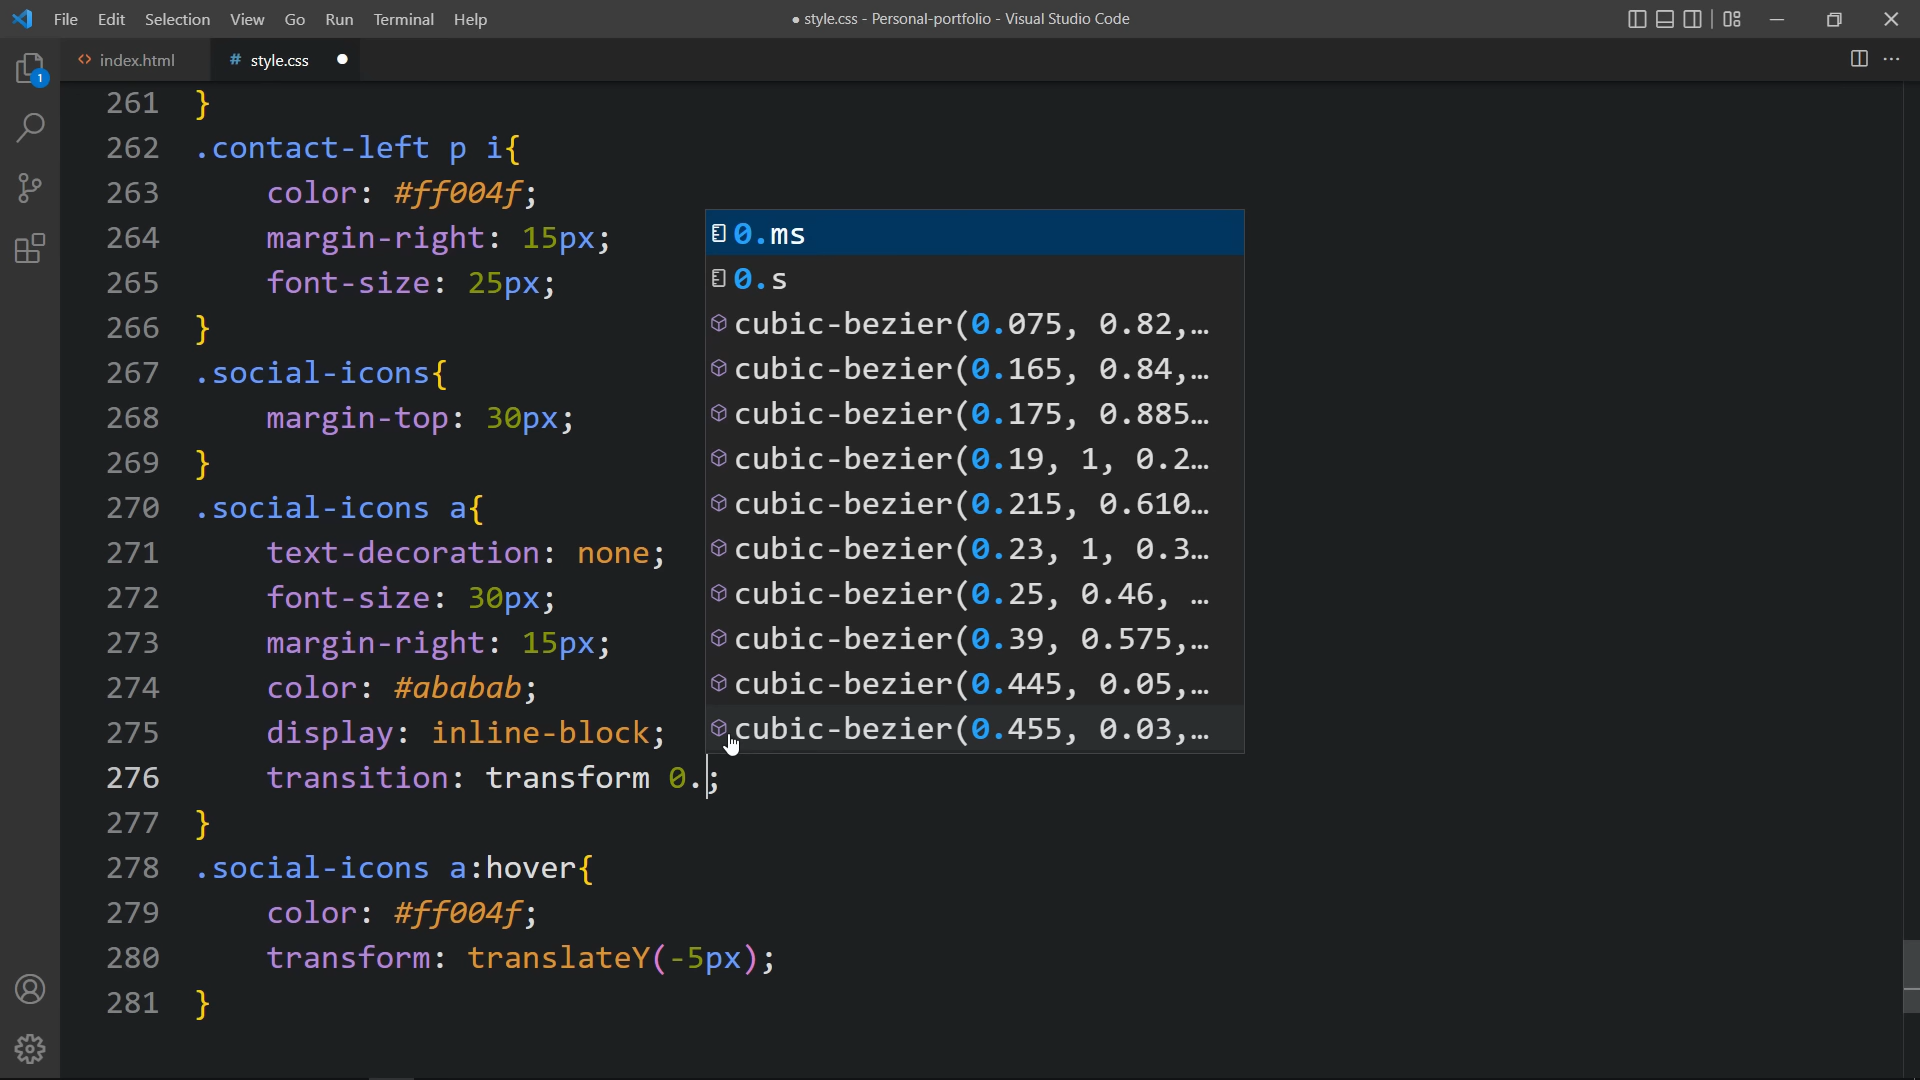 File Edit Selection View Go Run Terminal Help
● style.css - Personal-portfolio - Visual Studio Code
<> index.html
# style.css ●
1
261 }
262 .contact-left p i{
263 color: #ff004f;
264 margin-right: 15px;
265 font-size: 25px;
266 }
267 .social-icons{
268 margin-top: 30px;
269 }
270 .social-icons a{
271 text-decoration: none;
272 font-size: 30px;
273 margin-right: 15px;
274 color: #ababab;
275 display: inline-block;
276 transition: transform 0.;
277 }
278 .social-icons a:hover{
279 color: #ff004f;
280 transform: translateY(-5px);
281 }
0.ms
0.s
cubic-bezier(0.075, 0.82,…
cubic-bezier(0.165, 0.84,…
cubic-bezier(0.175, 0.885…
cubic-bezier(0.19, 1, 0.2…
cubic-bezier(0.215, 0.610…
cubic-bezier(0.23, 1, 0.3…
cubic-bezier(0.25, 0.46, …
cubic-bezier(0.39, 0.575,…
cubic-bezier(0.445, 0.05,…
cubic-bezier(0.455, 0.03,…